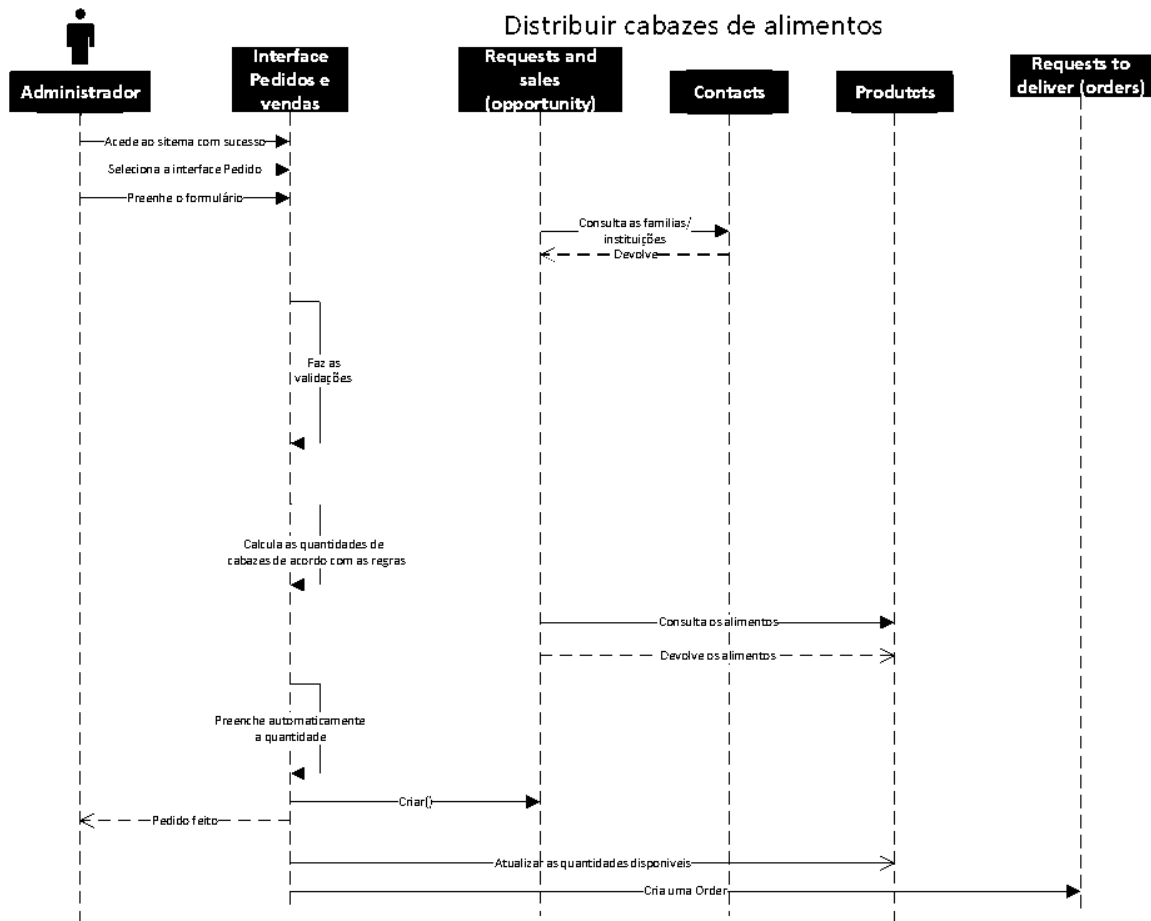 Distribuir cabazes de alimentos
Administrador
Interface
Pedidos e
vendas
Requests and
sales
(opportunity)
Contacts
Produtcts
Requests to
deliver (orders)
Acede ao sitema com sucesso
Seleciona a interface Pedido
Preenhe o formulário
Consulta as familias/
instituições
Devolve
Faz as
validações
Calcula as quantidades de
cabazes de acordo com as regras
Consulta os alimentos
Devolve os alimentos
Preenche automaticamente
a quantidade
Criar()
Pedido feito
Atualizar as quantidades disponiveis
Cria uma Order